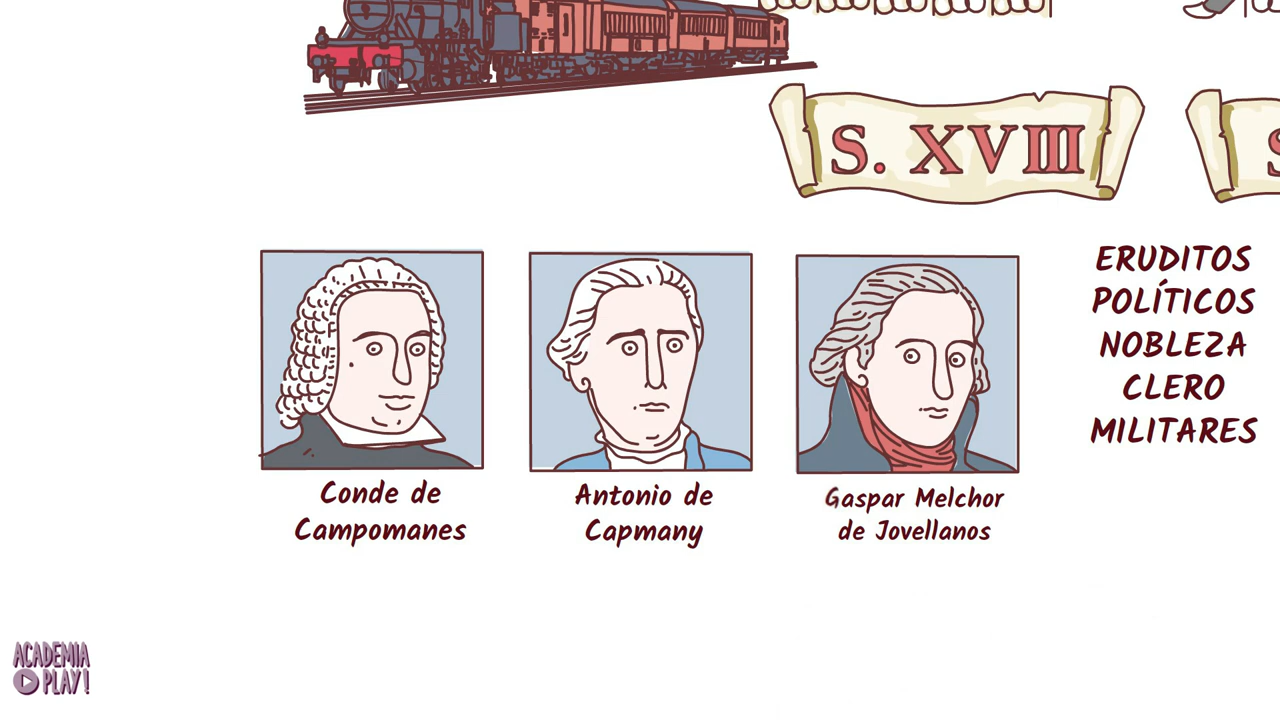 S. XVIII
ERUDITOS
POLÍTICOS
NOBLEZA
CLERO
MILITARES
Conde de
Campomanes
Antonio de
Capmany
Gaspar Melchor
de Jovellanos
ACADEMIA
PLAY!